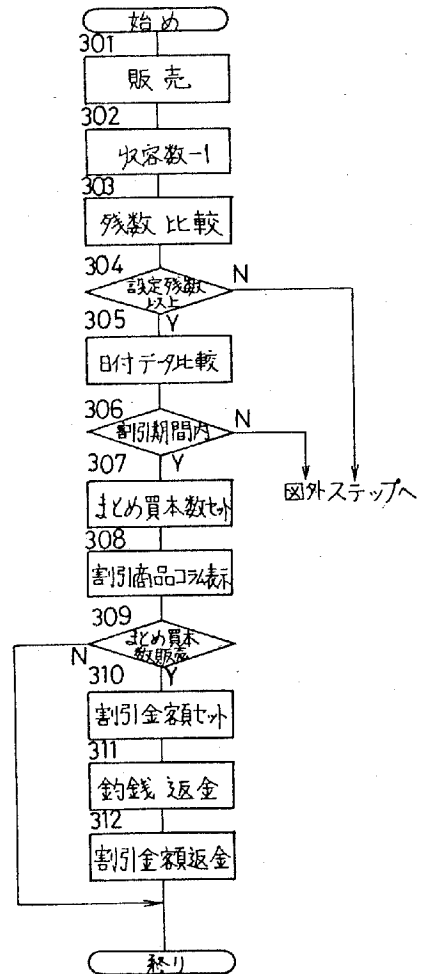 始め
301
販売
302
収容数-1
303
残数 比較
304
設定残数
以上
N
Y
305
日付データ比較
306
割引期間内
N
Y
図外ステップへ
307
まとめ買本数セット
308
割引商品コラム表示
309
まとめ買本
数販売
N
Y
310
割引金額セット
311
釣銭 返金
312
割引金額返金
終り